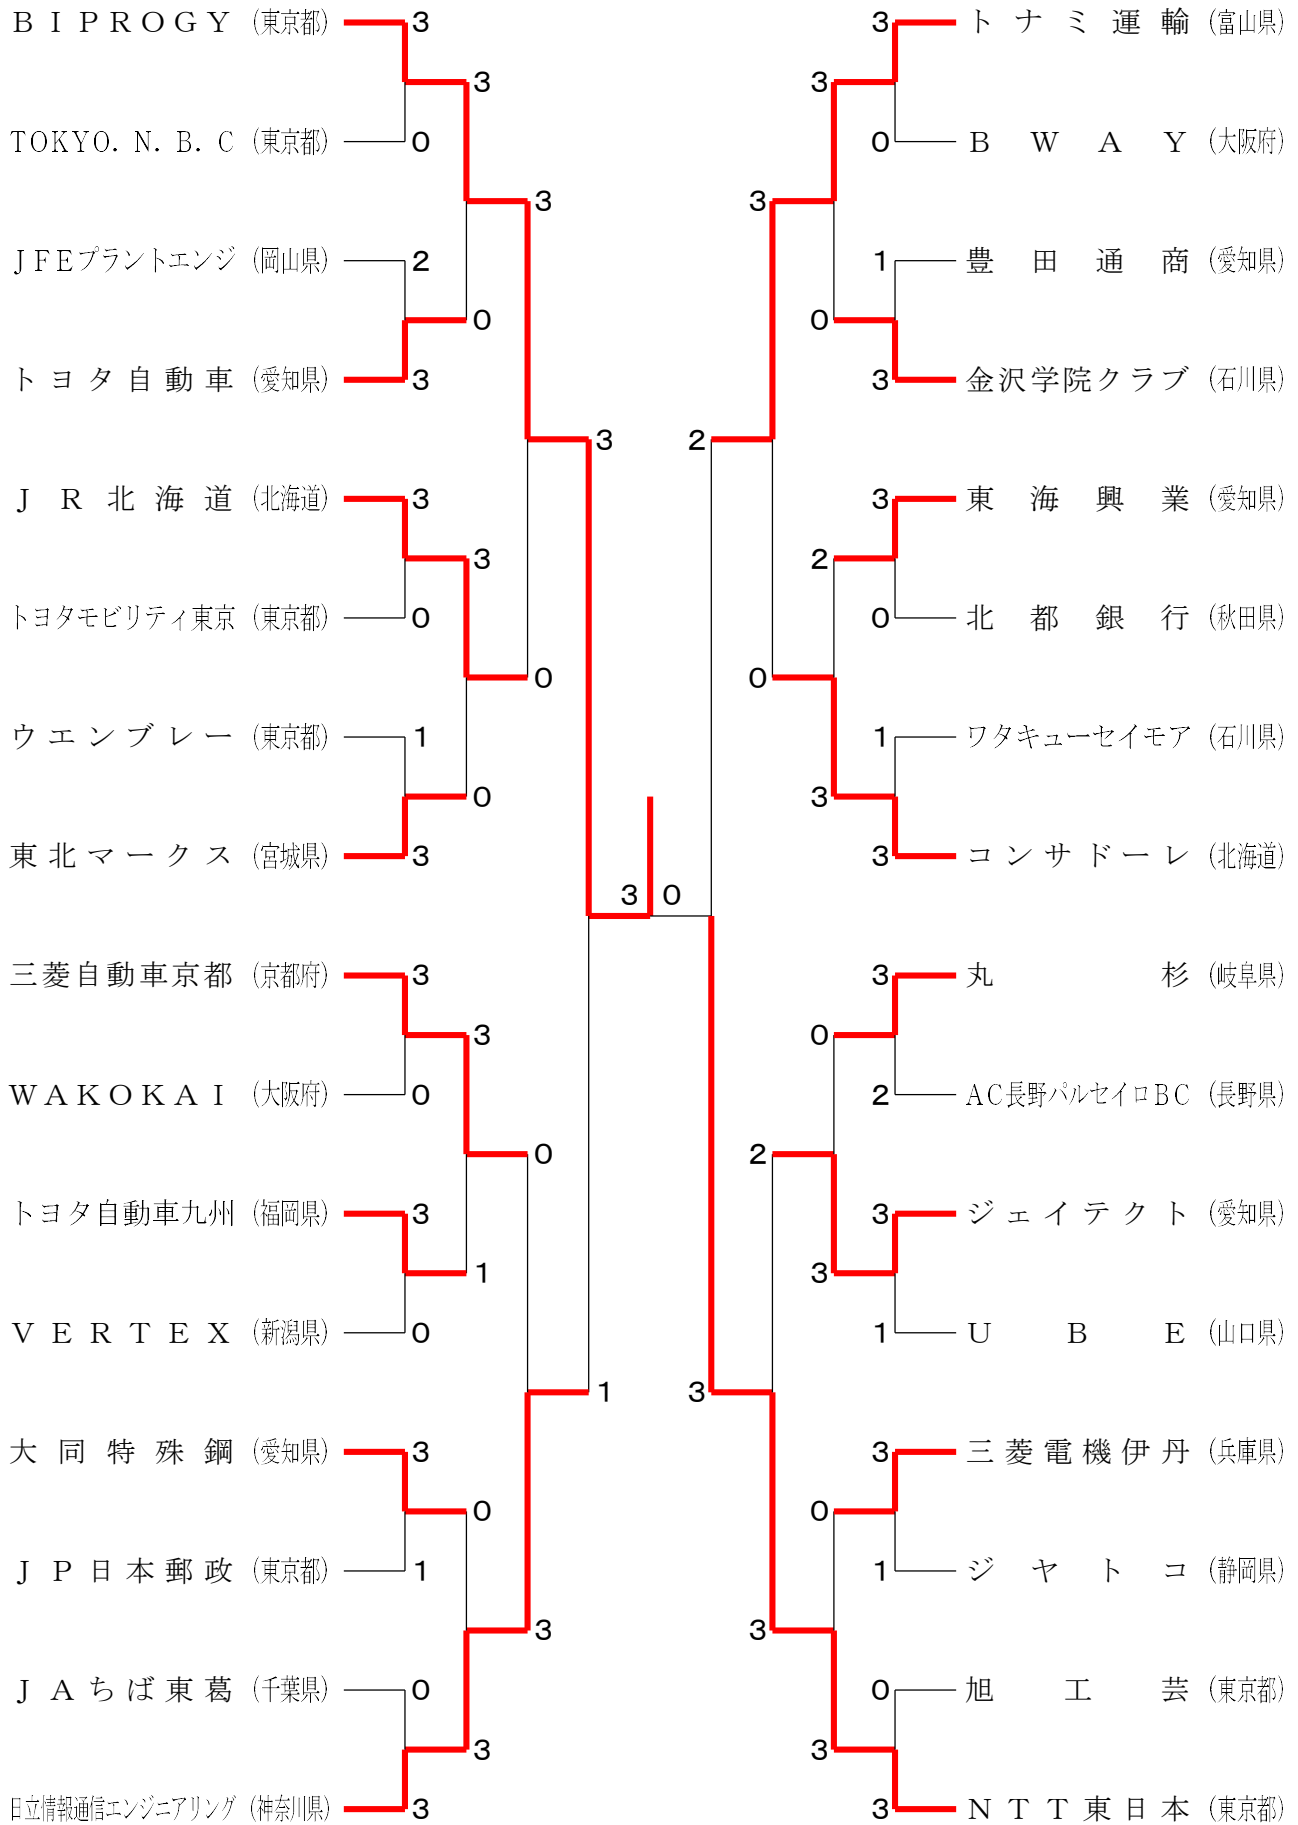 ＢＩＰＲＯＧＹ (東京都) 3
3
TOKYO.N.B.C (東京都) 0
3
ＪＦＥプラントエンジ (岡山県) 2
0
トヨタ自動車 (愛知県) 3
3
ＪＲ北海道 (北海道) 3
3
トヨタモビリティ東京 (東京都) 0
0
ウエンブレー (東京都) 1
0
東北マークス (宮城県) 3
3 0
三菱自動車京都 (京都府) 3
3
ＷＡＫＯＫＡＩ (大阪府) 0
0
トヨタ自動車九州 (福岡県) 3
1
ＶＥＲＴＥＸ (新潟県) 0
1
大同特殊鋼 (愛知県) 3
0
ＪＰ日本郵政 (東京都) 1
3
ＪＡちば東葛 (千葉県) 0
3
日立情報通信エンジニアリング (神奈川県) 3
3 トナミ運輸 (富山県)
3
0 ＢＷＡＹ (大阪府)
3
1 豊田通商 (愛知県)
0
3 金沢学院クラブ (石川県)
2
3 東海興業 (愛知県)
2
0 北都銀行 (秋田県)
0
1 ワタキューセイモア (石川県)
3
3 コンサドーレ (北海道)
3 丸杉 (岐阜県)
0
2 AC長野パルセイロBC (長野県)
2
3 ジェイテクト (愛知県)
3
1 ＵＢＥ (山口県)
3
3 三菱電機伊丹 (兵庫県)
0
1 ジヤトコ (静岡県)
3
0 旭工芸 (東京都)
3
3 ＮＴＴ東日本 (東京都)